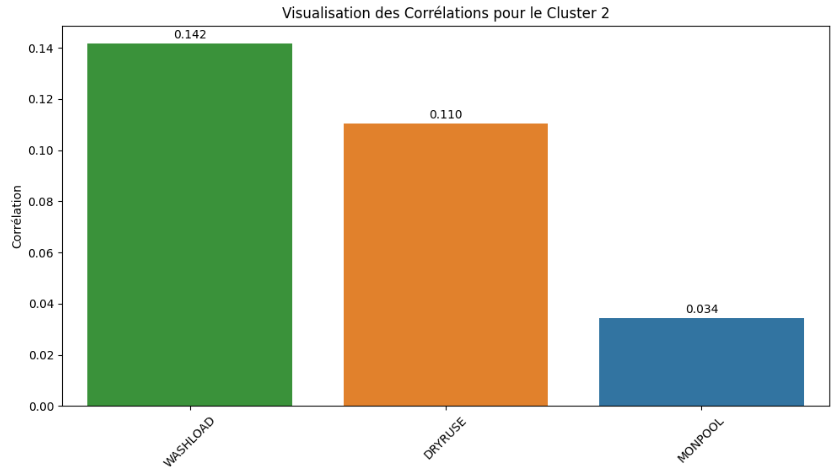 Visualisation des Corrélations pour le Cluster 2
Corrélation
0.14
0.12
0.10
0.08
0.06
0.04
0.02
0.00
0.142
0.110
0.034
WASHLOAD
DRYRUSE
MONPOOL